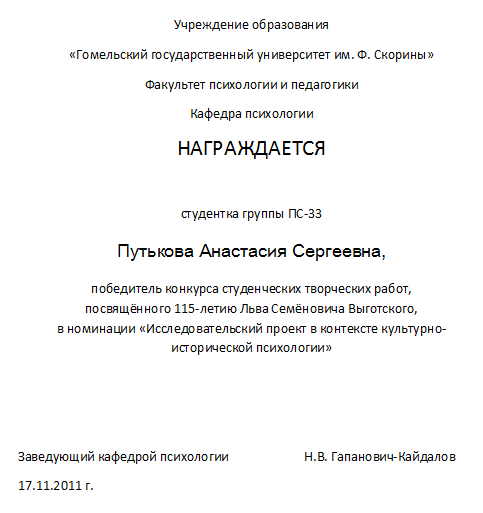 Учреждение образования
«Гомельский государственный университет им. Ф. Скорины»
Факультет психологии и педагогики
Кафедра психологии
НАГРАЖДАЕТСЯ
студентка группы ПС-33
Путькова Анастасия Сергеевна,
победитель конкурса студенческих творческих работ,
посвящённого 115-летию Льва Семёновича Выготского,
в номинации «Исследовательский проект в контексте культурно-
исторической психологии»
Заведующий кафедрой психологии Н.В. Гапанович-Кайдалов
17.11.2011 г.